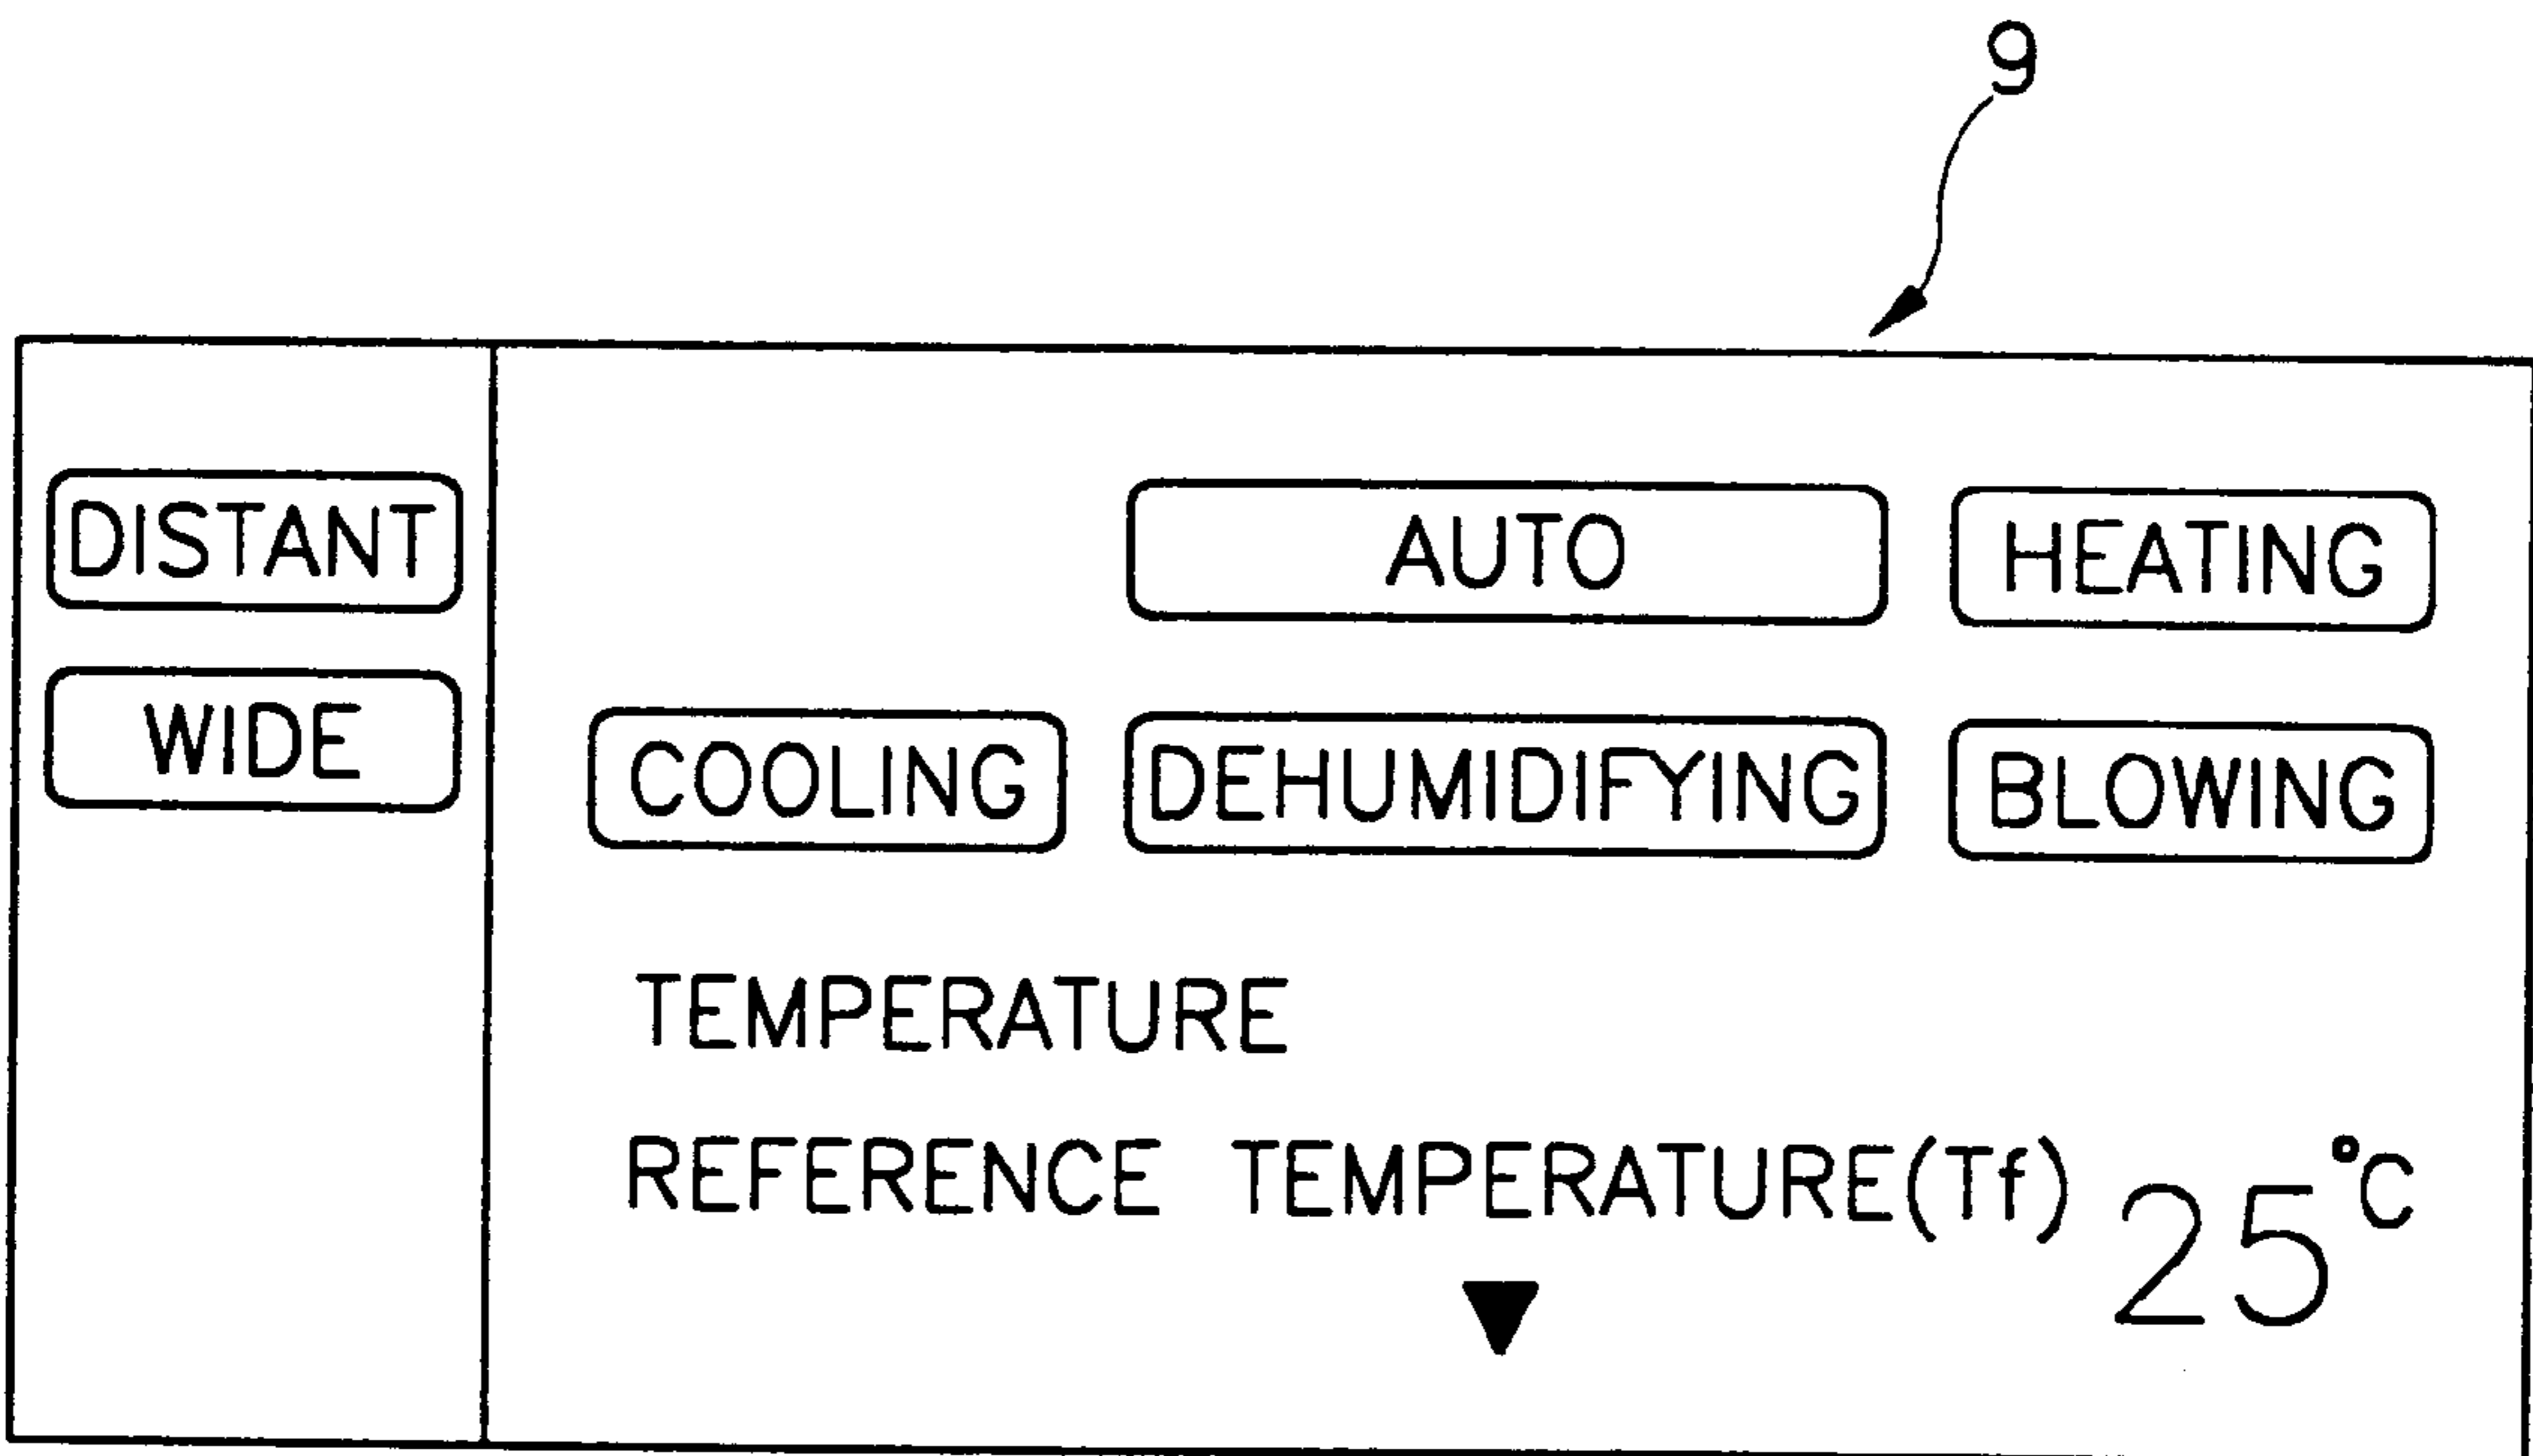 9
DISTANT
WIDE
AUTO HEATING
COOLING DEHUMIDIFYING BLOWING
TEMPERATURE
REFERENCE TEMPERATURE(Tf) 25°C